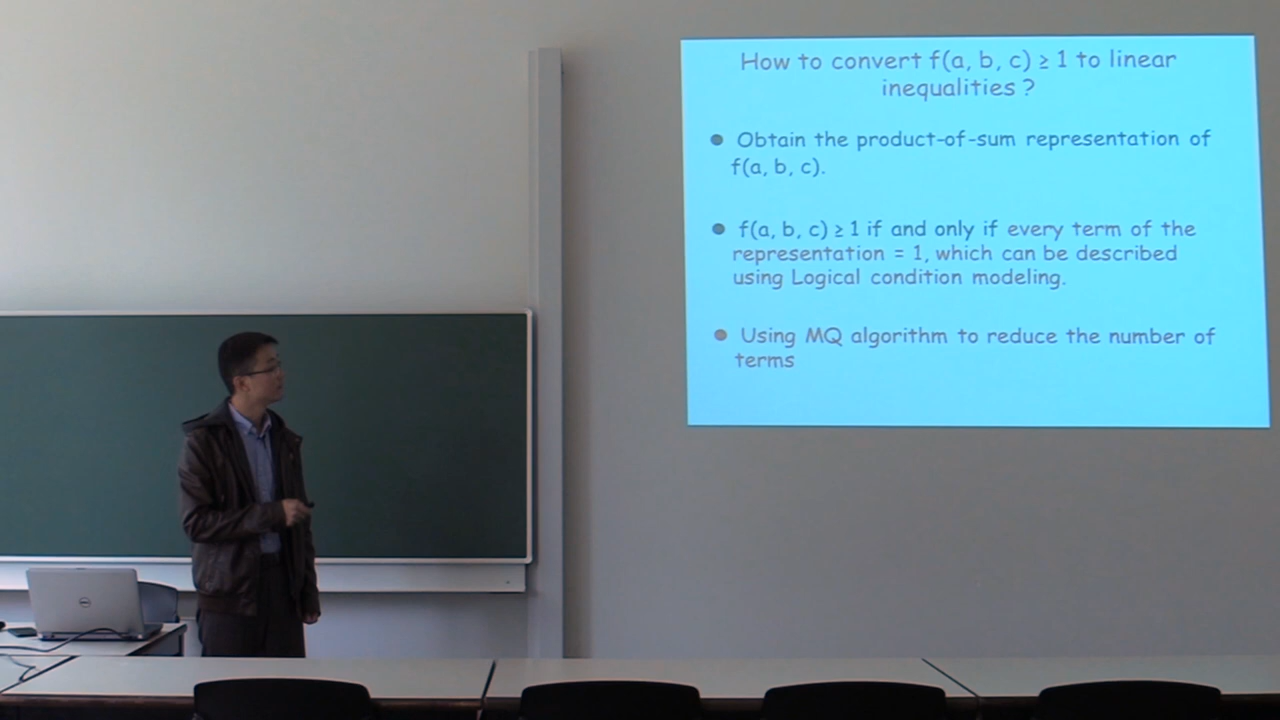 How to convert f(a, b, c) ≥ 1 to linear
inequalities ?
Obtain the product-of-sum representation of
f(a, b, c).
f(a, b, c) ≥ 1 if and only if every term of the
representation = 1, which can be described
using Logical condition modeling.
Using MQ algorithm to reduce the number of
terms
DELL